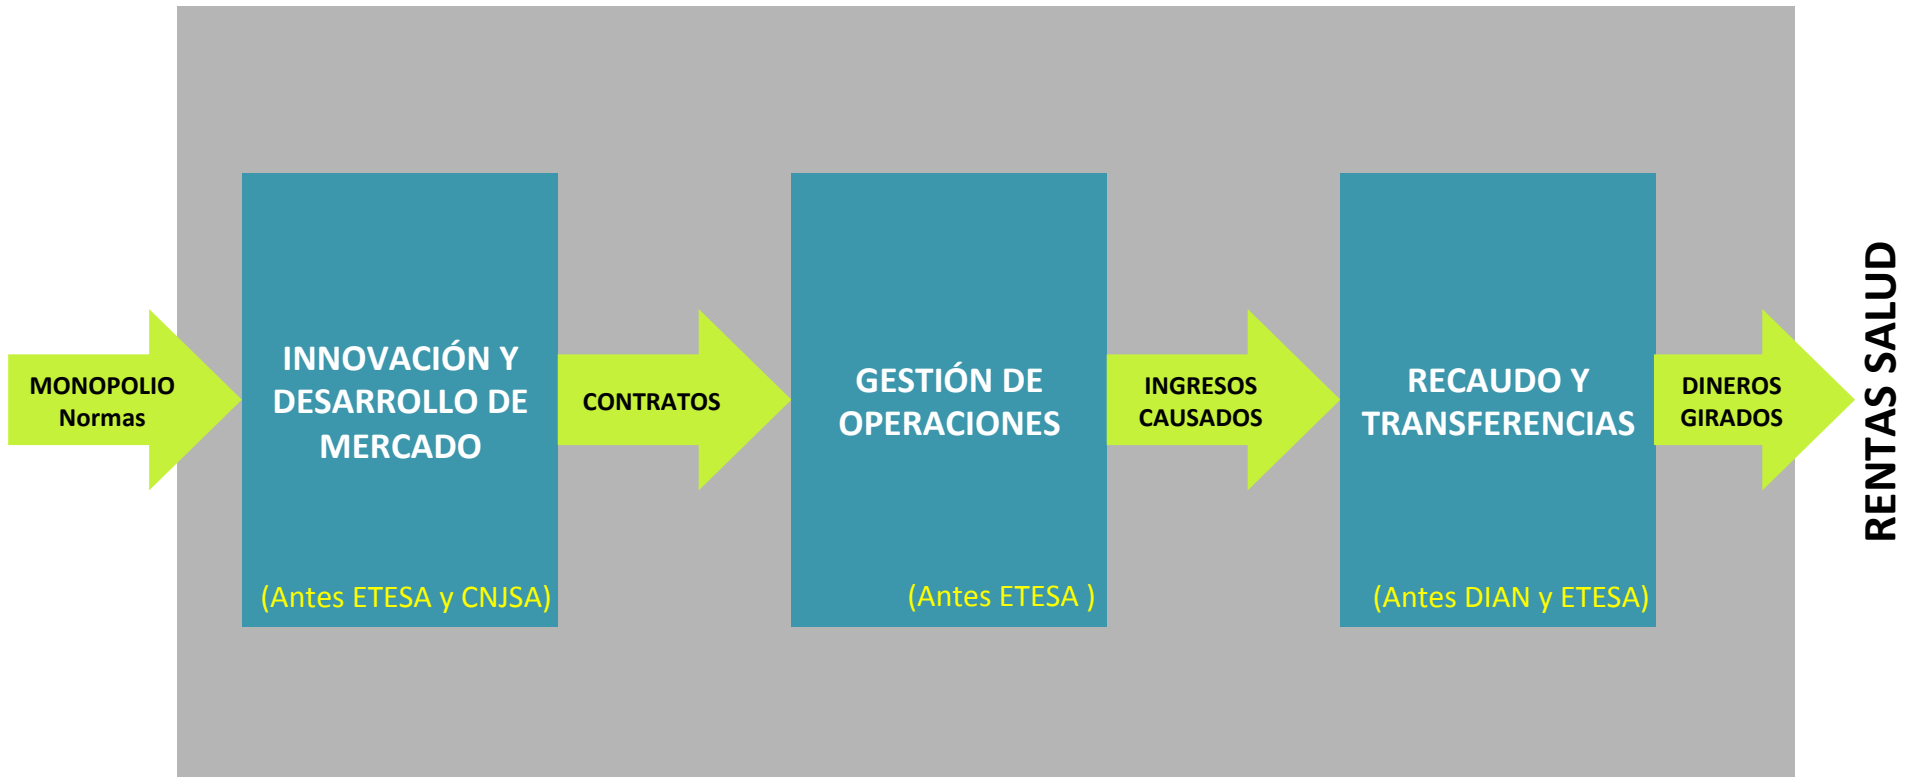 MONOPOLIO
Normas
INNOVACIÓN Y
DESARROLLO DE
MERCADO
(Antes ETESA y CNJSA)
CONTRATOS
GESTIÓN DE
OPERACIONES
(Antes ETESA )
INGRESOS
CAUSADOS
RECAUDO Y
TRANSFERENCIAS
(Antes DIAN y ETESA)
DINEROS
GIRADOS
RENTAS SALUD